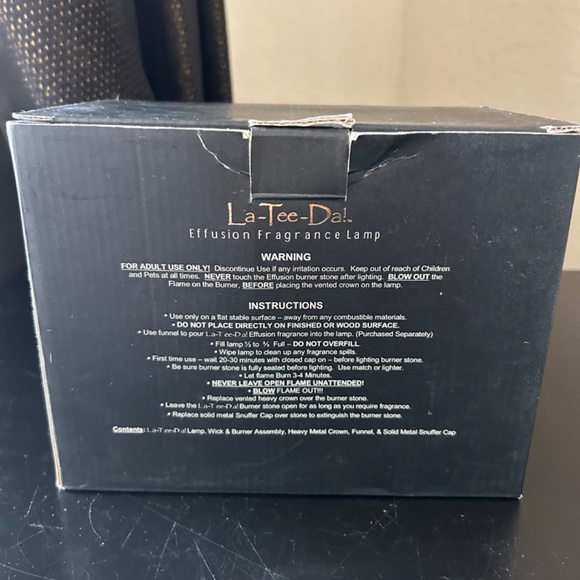 La-Tee-Da!™
Effusion Fragrance Lamp
WARNING
FOR ADULT USE ONLY! Discontinue Use if any irritation occurs. Keep out of reach of Children
and Pets at all times. NEVER touch the Effusion burner stone after lighting. BLOW OUT the
Flame on the Burner, BEFORE placing the vented crown on the lamp.
INSTRUCTIONS
• Use only on a flat stable surface – away from any combustible materials.
• DO NOT PLACE DIRECTLY ON FINISHED OR WOOD SURFACE.
• Use funnel to pour La-Tee-Da! Effusion fragrance into the lamp. (Purchased Separately)
• Fill lamp ½ to ⅔ Full – DO NOT OVERFILL.
• Wipe lamp to clean up any fragrance spills.
• First time use – wait 20-30 minutes with closed cap on – before lighting burner stone.
• Be sure burner stone is fully seated before lighting. Use match or lighter.
• Let flame Burn 3-4 Minutes.
• NEVER LEAVE OPEN FLAME UNATTENDED!
• BLOW FLAME OUT!!!
• Replace vented heavy crown over the burner stone.
• Leave the La-Tee-Da! Burner stone open for as long as you require fragrance.
• Replace solid metal Snuffer Cap over stone to extinguish the burner stone.
Contents: La-Tee-Da! Lamp, Wick & Burner Assembly, Heavy Metal Crown, Funnel, & Solid Metal Snuffer Cap